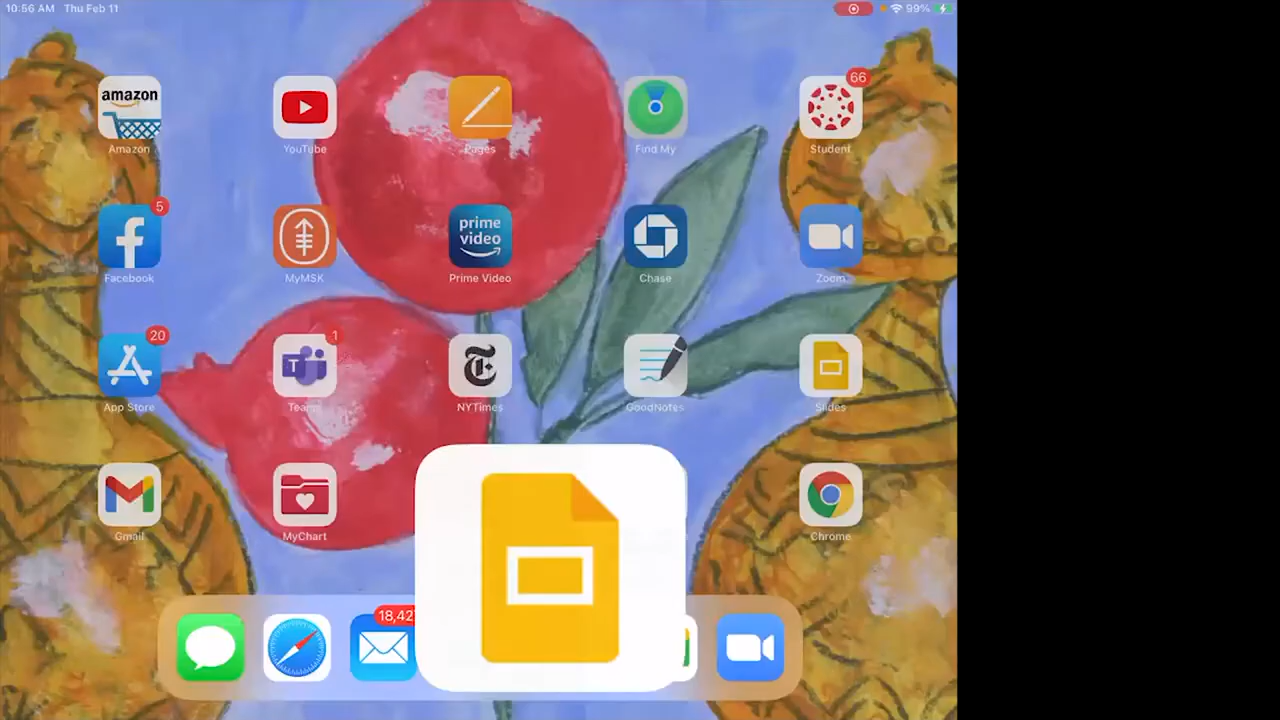 10:56 AM Thu Feb 11
99%
66
amazon
Amazon
YouTube
Pages
Find My
Student
5
prime video
Facebook
MyMSK
Prime Video
Chase
Zoom
20
1
T
App Store
Teams
NYTimes
GoodNotes
Slides
Gmail
MyChart
Chrome
18,42